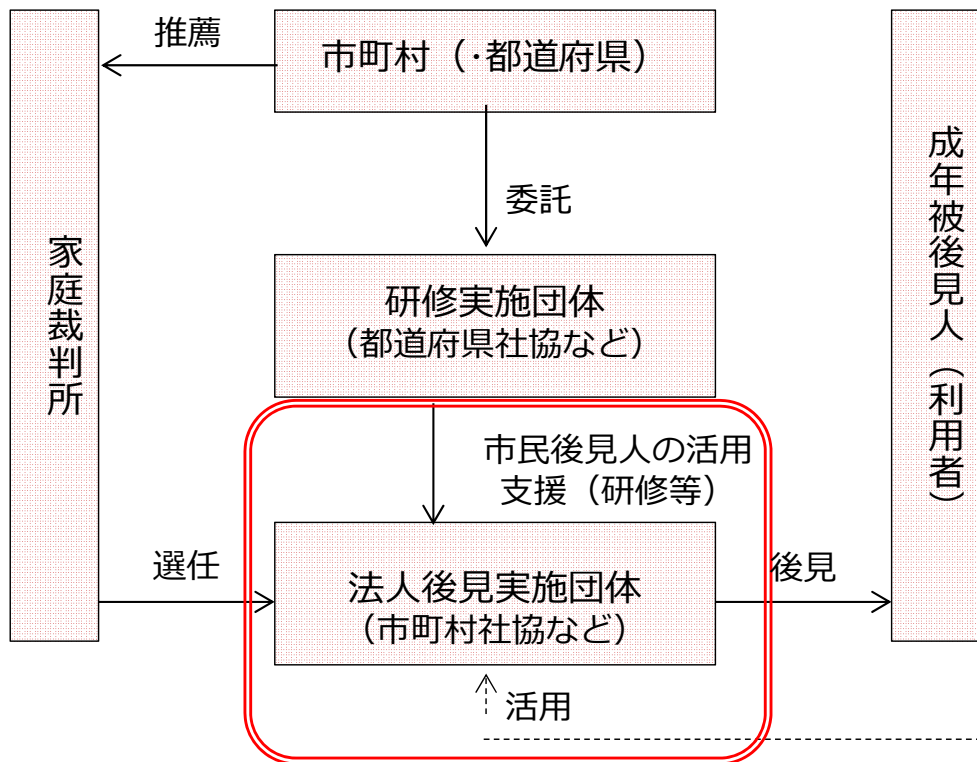 推薦
市町村（・都道府県）
委託
家庭裁判所
成年被後見人（利用者）
研修実施団体
（都道府県社協など）
市民後見人の活用
支援（研修等）
選任
法人後見実施団体
（市町村社協など）
後見
活用